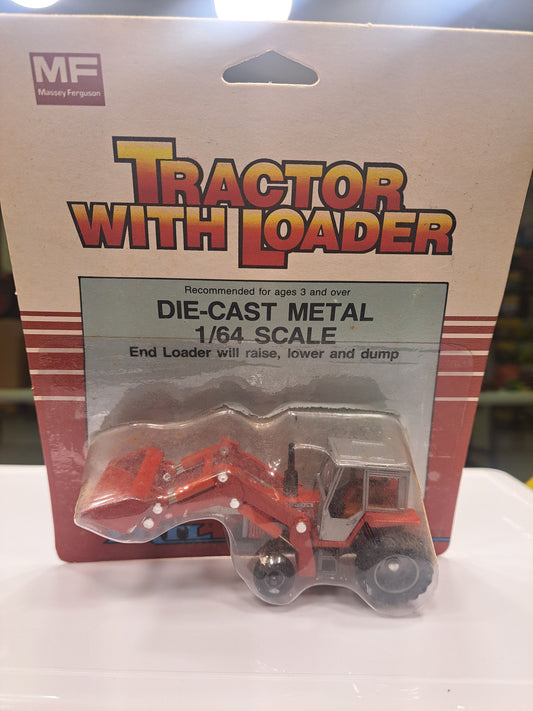 MF
Massey Ferguson
TRACTOR
WITH LOADER
Recommended for ages 3 and over
DIE-CAST METAL
1/64 SCALE
End Loader will raise, lower and dump